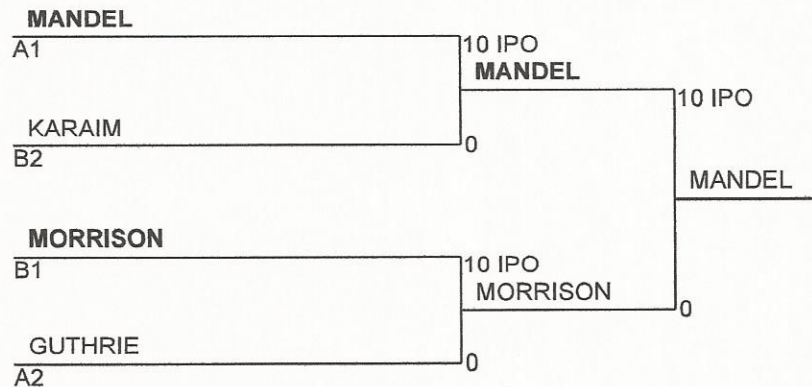 MANDEL
A1
10 IPO
MANDEL
10 IPO
KARAIM
B2
0
MANDEL
MORRISON
B1
10 IPO
MORRISON
0
GUTHRIE
A2
0